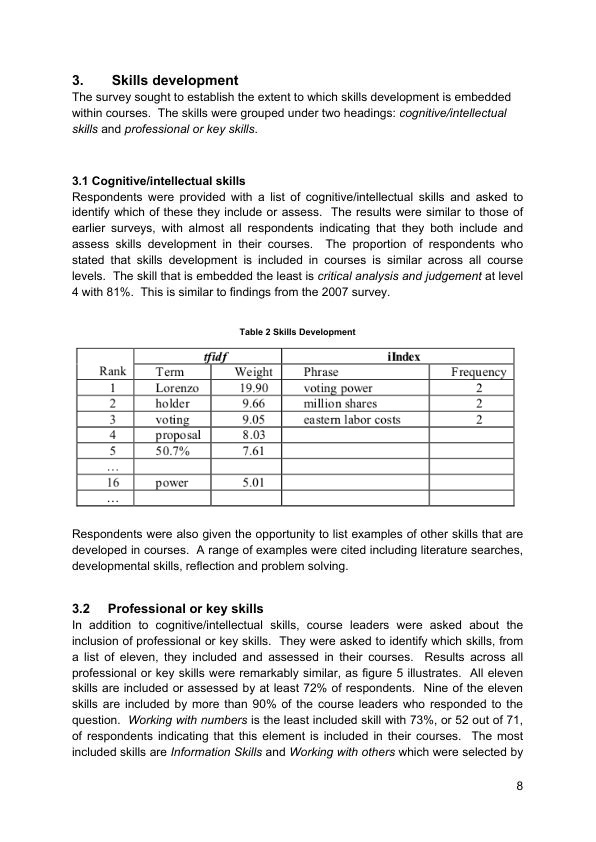 3. Skills development
The survey sought to establish the extent to which skills development is embedded
within courses. The skills were grouped under two headings: cognitive/intellectual
skills and professional or key skills.
3.1 Cognitive/intellectual skills
Respondents were provided with a list of cognitive/intellectual skills and asked to
identify which of these they include or assess. The results were similar to those of
earlier surveys, with almost all respondents indicating that they both include and
assess skills development in their courses. The proportion of respondents who
stated that skills development is included in courses is similar across all course
levels. The skill that is embedded the least is critical analysis and judgement at level
4 with 81%. This is similar to findings from the 2007 survey.
Table 2 Skills Development
tfidf iIndex
Rank Term Weight Phrase Frequency
1 Lorenzo 19.90 voting power 2
2 holder 9.66 million shares 2
3 voting 9.05 eastern labor costs 2
4 proposal 8.03
5 50.7% 7.61
…
16 power 5.01
…
Respondents were also given the opportunity to list examples of other skills that are
developed in courses. A range of examples were cited including literature searches,
developmental skills, reflection and problem solving.
3.2 Professional or key skills
In addition to cognitive/intellectual skills, course leaders were asked about the
inclusion of professional or key skills. They were asked to identify which skills, from
a list of eleven, they included and assessed in their courses. Results across all
professional or key skills were remarkably similar, as figure 5 illustrates. All eleven
skills are included or assessed by at least 72% of respondents. Nine of the eleven
skills are included by more than 90% of the course leaders who responded to the
question. Working with numbers is the least included skill with 73%, or 52 out of 71,
of respondents indicating that this element is included in their courses. The most
included skills are Information Skills and Working with others which were selected by
8